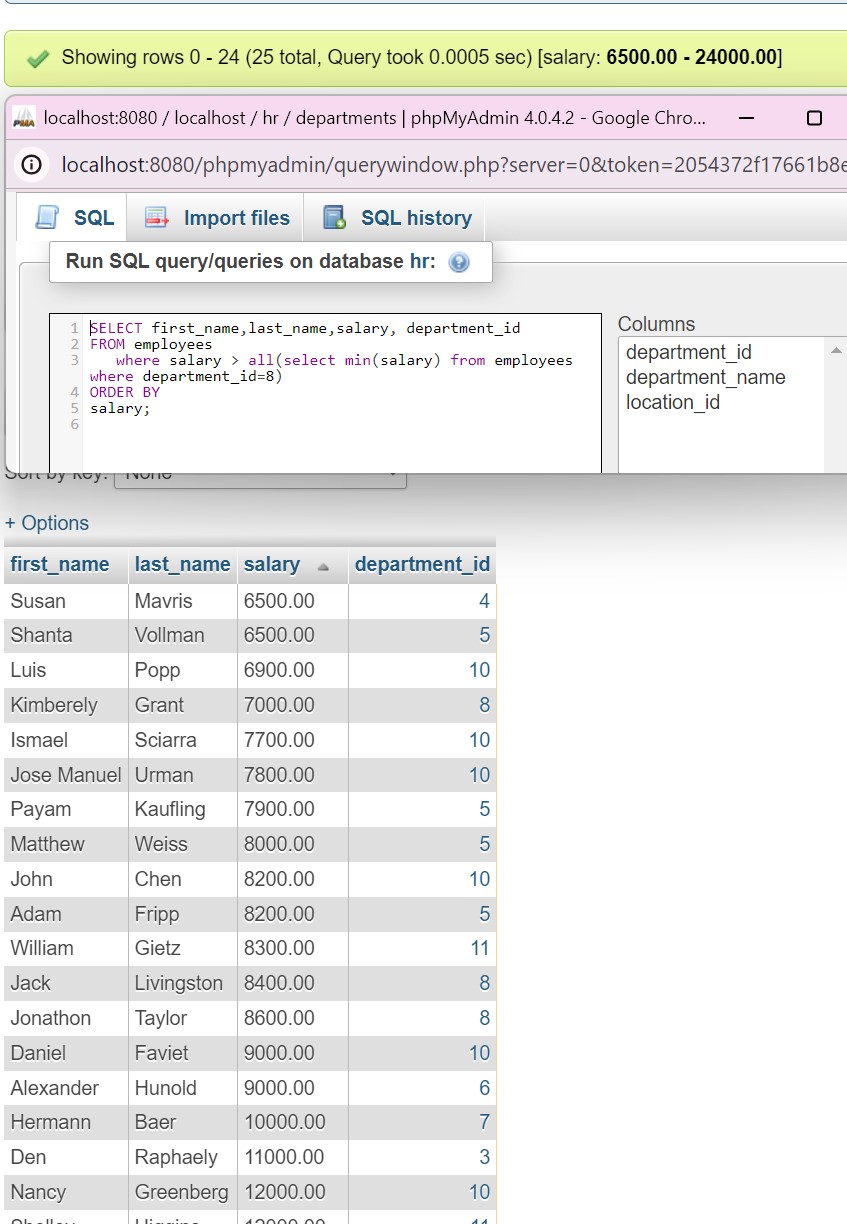 Showing rows 0 - 24 (25 total, Query took 0.0005 sec) [salary: 6500.00 - 24000.00]
PMA localhost:8080 / localhost / hr / departments | phpMyAdmin 4.0.4.2 - Google Chro...
localhost:8080/phpmyadmin/querywindow.php?server=0&token=2054372f17661b8e
SQL Import files SQL history
Run SQL query/queries on database hr:
Columns
1 SELECT first_name,last_name,salary, department_id
2 FROM employees
3 where salary > all(select min(salary) from employees
where department_id=8)
4 ORDER BY
5 salary;
6
department_id
department_name
location_id
Sort by key: None
+ Options
first_name last_name salary department_id
Susan Mavris 6500.00 4
Shanta Vollman 6500.00 5
Luis Popp 6900.00 10
Kimberely Grant 7000.00 8
Ismael Sciarra 7700.00 10
Jose Manuel Urman 7800.00 10
Payam Kaufling 7900.00 5
Matthew Weiss 8000.00 5
John Chen 8200.00 10
Adam Fripp 8200.00 5
William Gietz 8300.00 11
Jack Livingston 8400.00 8
Jonathon Taylor 8600.00 8
Daniel Faviet 9000.00 10
Alexander Hunold 9000.00 6
Hermann Baer 10000.00 7
Den Raphaely 11000.00 3
Nancy Greenberg 12000.00 10